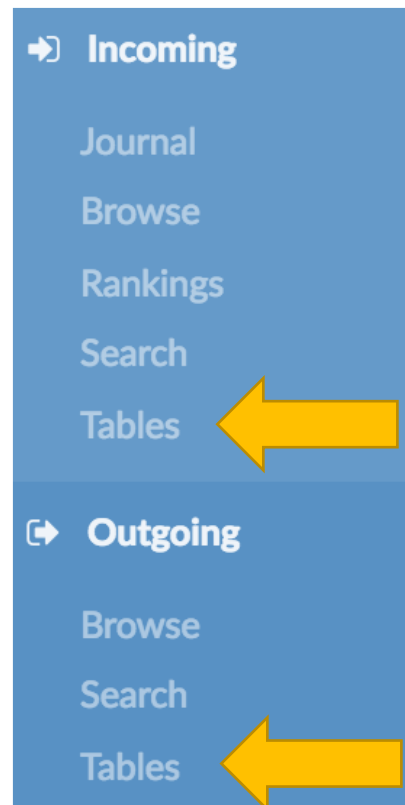 Incoming
Journal
Browse
Rankings
Search
Tables
Outgoing
Browse
Search
Tables